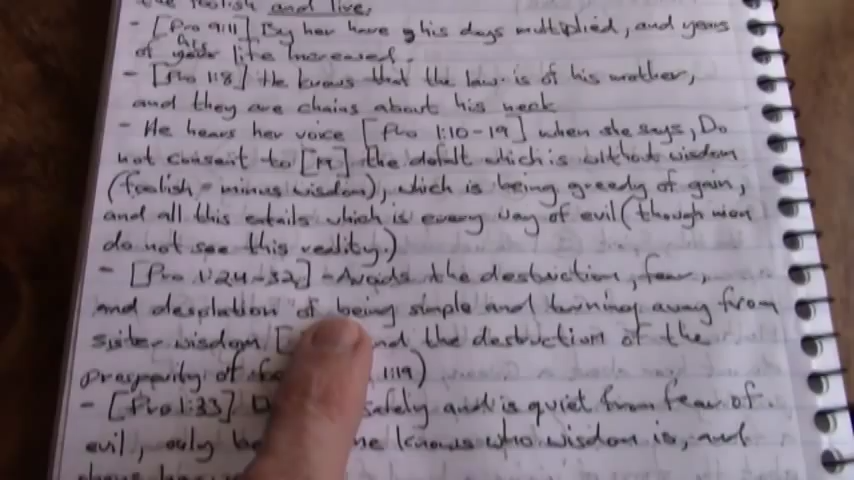 the foolish and live.
- [Pro 9:11] By her have his days multiplied, and years
of his life increased.
- [Pro 1:8] He knows that the law is of his mother,
and they are chains about his neck
- He hears her voice [Pro 1:10-19] when she says, Do
not consent to the defalt which is without wisdom
(foolish = minus wisdom), which is being greedy of gain,
and all this entails which is every way of evil (though men
do not see this reality.)
- [Pro 1:24-32] - Avoids the destruction, fear,
and desolation of being simple and turning away from
sister wisdom and the destruction of the
prosperity of 1:19)
- [Pro 1:33] safely and is quiet from fear of
evil, only he knows who wisdom is, and